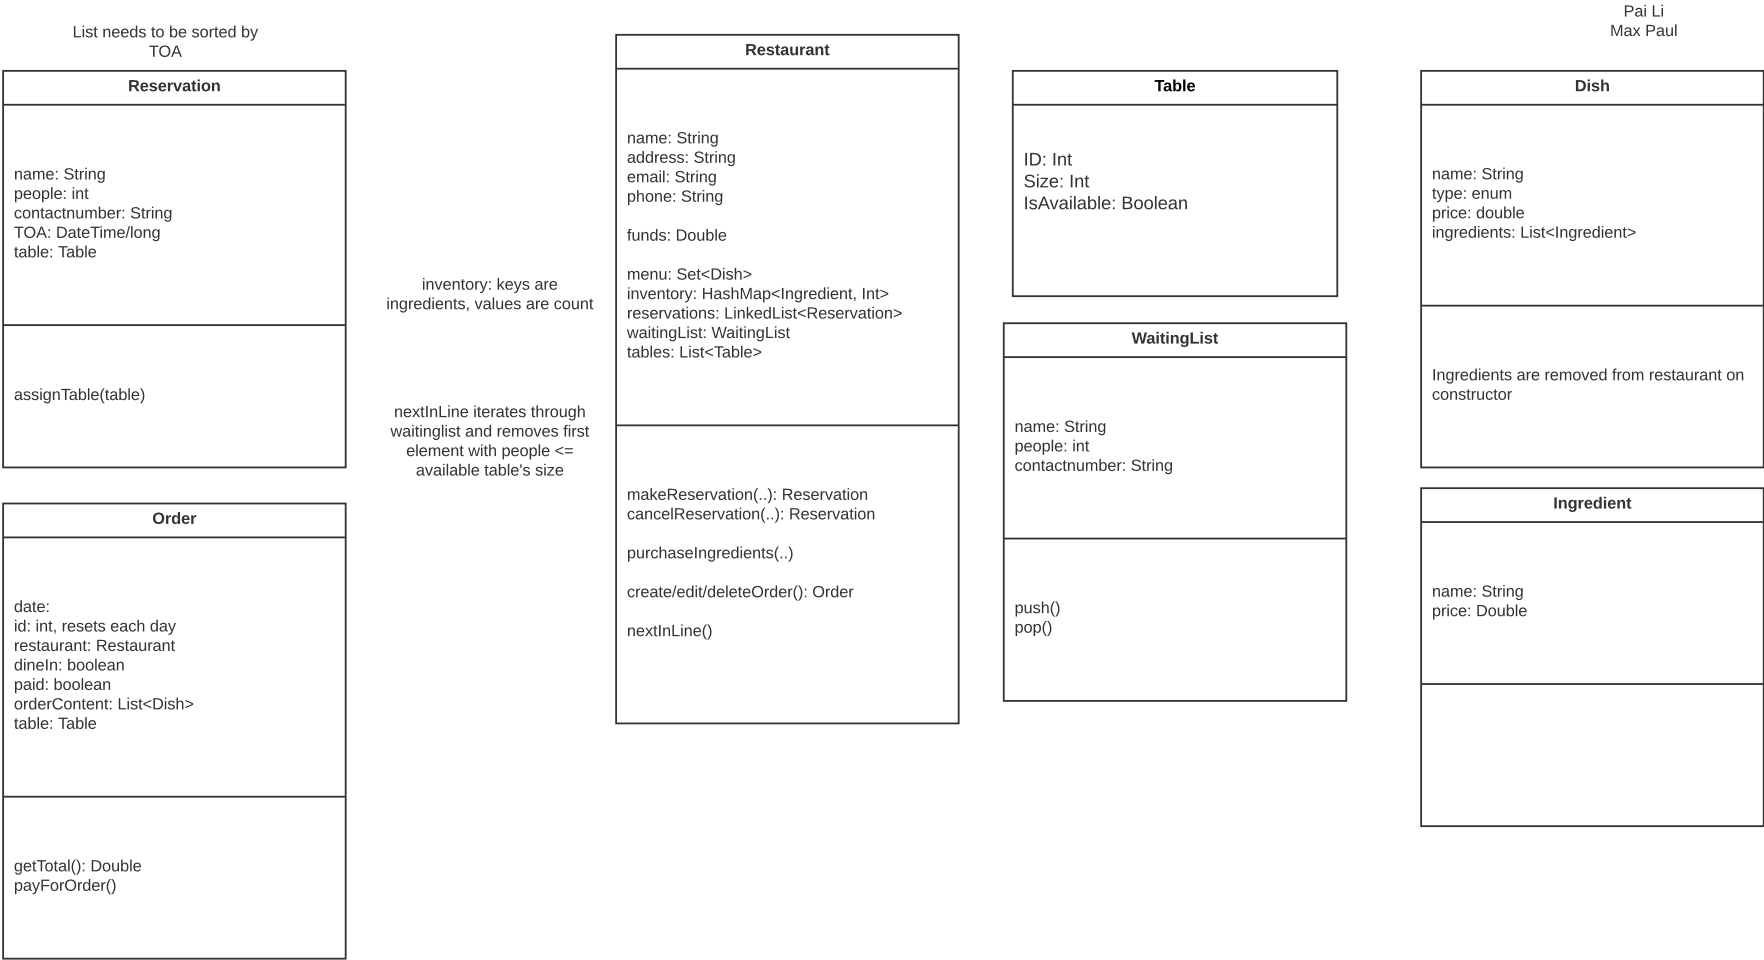 List needs to be sorted by
TOA
Reservation
name: String
people: int
contactnumber: String
TOA: DateTime/long
table: Table
assignTable(table)
Order
date:
id: int, resets each day
restaurant: Restaurant
dineIn: boolean
paid: boolean
orderContent: List<Dish>
table: Table
getTotal(): Double
payForOrder()
inventory: keys are
ingredients, values are count
nextInLine iterates through
waitinglist and removes first
element with people <=
available table's size
Restaurant
name: String
address: String
email: String
phone: String
funds: Double
menu: Set<Dish>
inventory: HashMap<Ingredient, Int>
reservations: LinkedList<Reservation>
waitingList: WaitingList
tables: List<Table>
makeReservation(..): Reservation
cancelReservation(..): Reservation
purchaseIngredients(..)
create/edit/deleteOrder(): Order
nextInLine()
Table
ID: Int
Size: Int
IsAvailable: Boolean
WaitingList
name: String
people: int
contactnumber: String
push()
pop()
Pai Li
Max Paul
Dish
name: String
type: enum
price: double
ingredients: List<Ingredient>
Ingredients are removed from restaurant on
constructor
Ingredient
name: String
price: Double